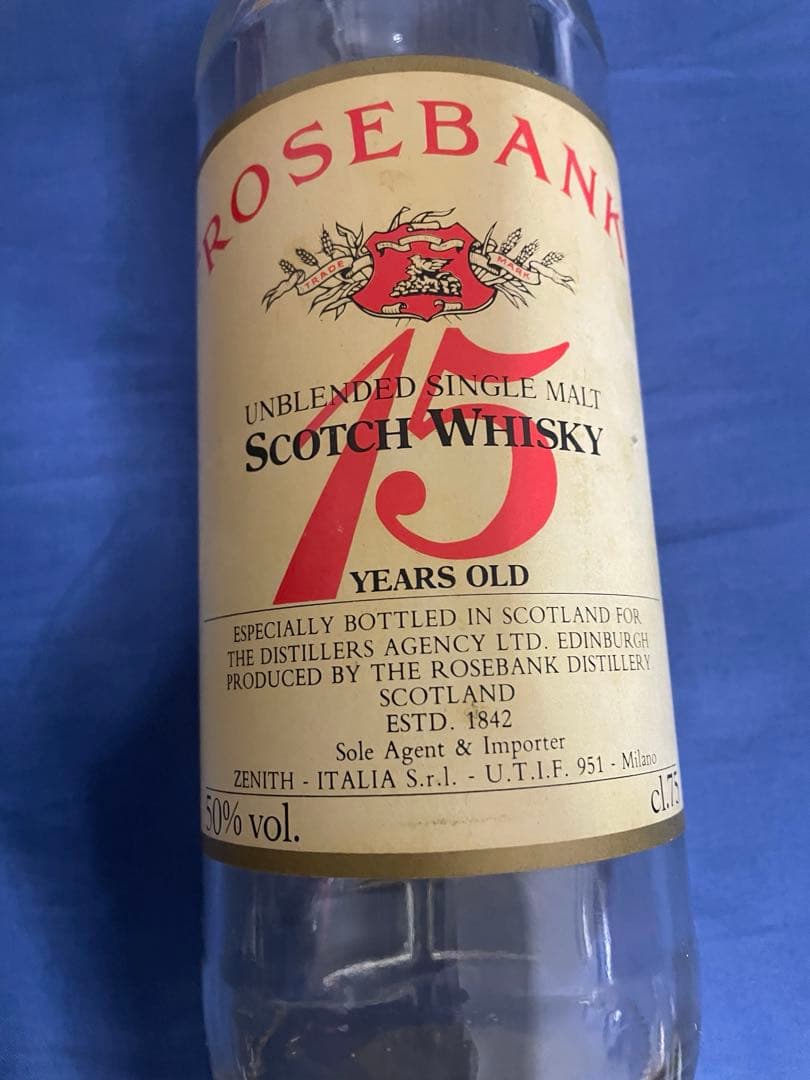 ROSEBANK
TRADE MARK
15
UNBLENDED SINGLE MALT
SCOTCH WHISKY
YEARS OLD
ESPECIALLY BOTTLED IN SCOTLAND FOR
THE DISTILLERS AGENCY LTD. EDINBURGH
PRODUCED BY THE ROSEBANK DISTILLERY
SCOTLAND
ESTD. 1842
Sole Agent & Importer
ZENITH - ITALIA S.r.l. - U.T.I.F. 951 - Milano
50% vol. cl.75